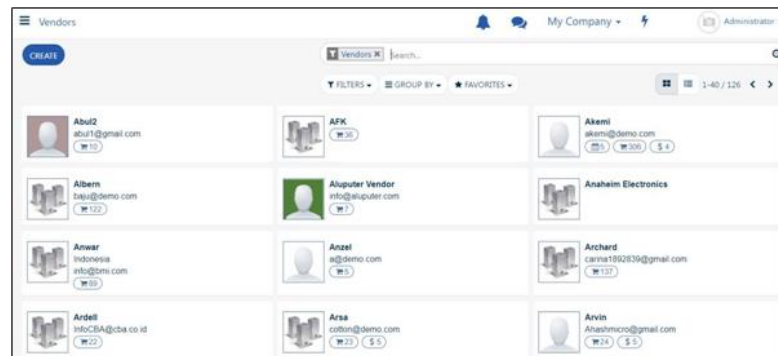 Vendors
My Company
Administrator
CREATE
Vendors x Search...
FILTERS GROUP BY FAVORITES
1-40 / 126
Abul2
abul1@gmail.com
10
AFK
36
Akemi
akemi@demo.com
5 306 $ 4
Albern
baju@demo.com
122
Aluputer Vendor
info@aluputer.com
7
Anaheim Electronics
Anwar
Indonesia
info@bmi.com
89
Anzel
a@demo.com
5
Archard
carina1892839@gmail.com
137
Ardell
InfoCBA@cba.co.id
22
Arsa
cotton@demo.com
23 $ 5
Arvin
Ahashmicro@gmail.com
24 $ 5